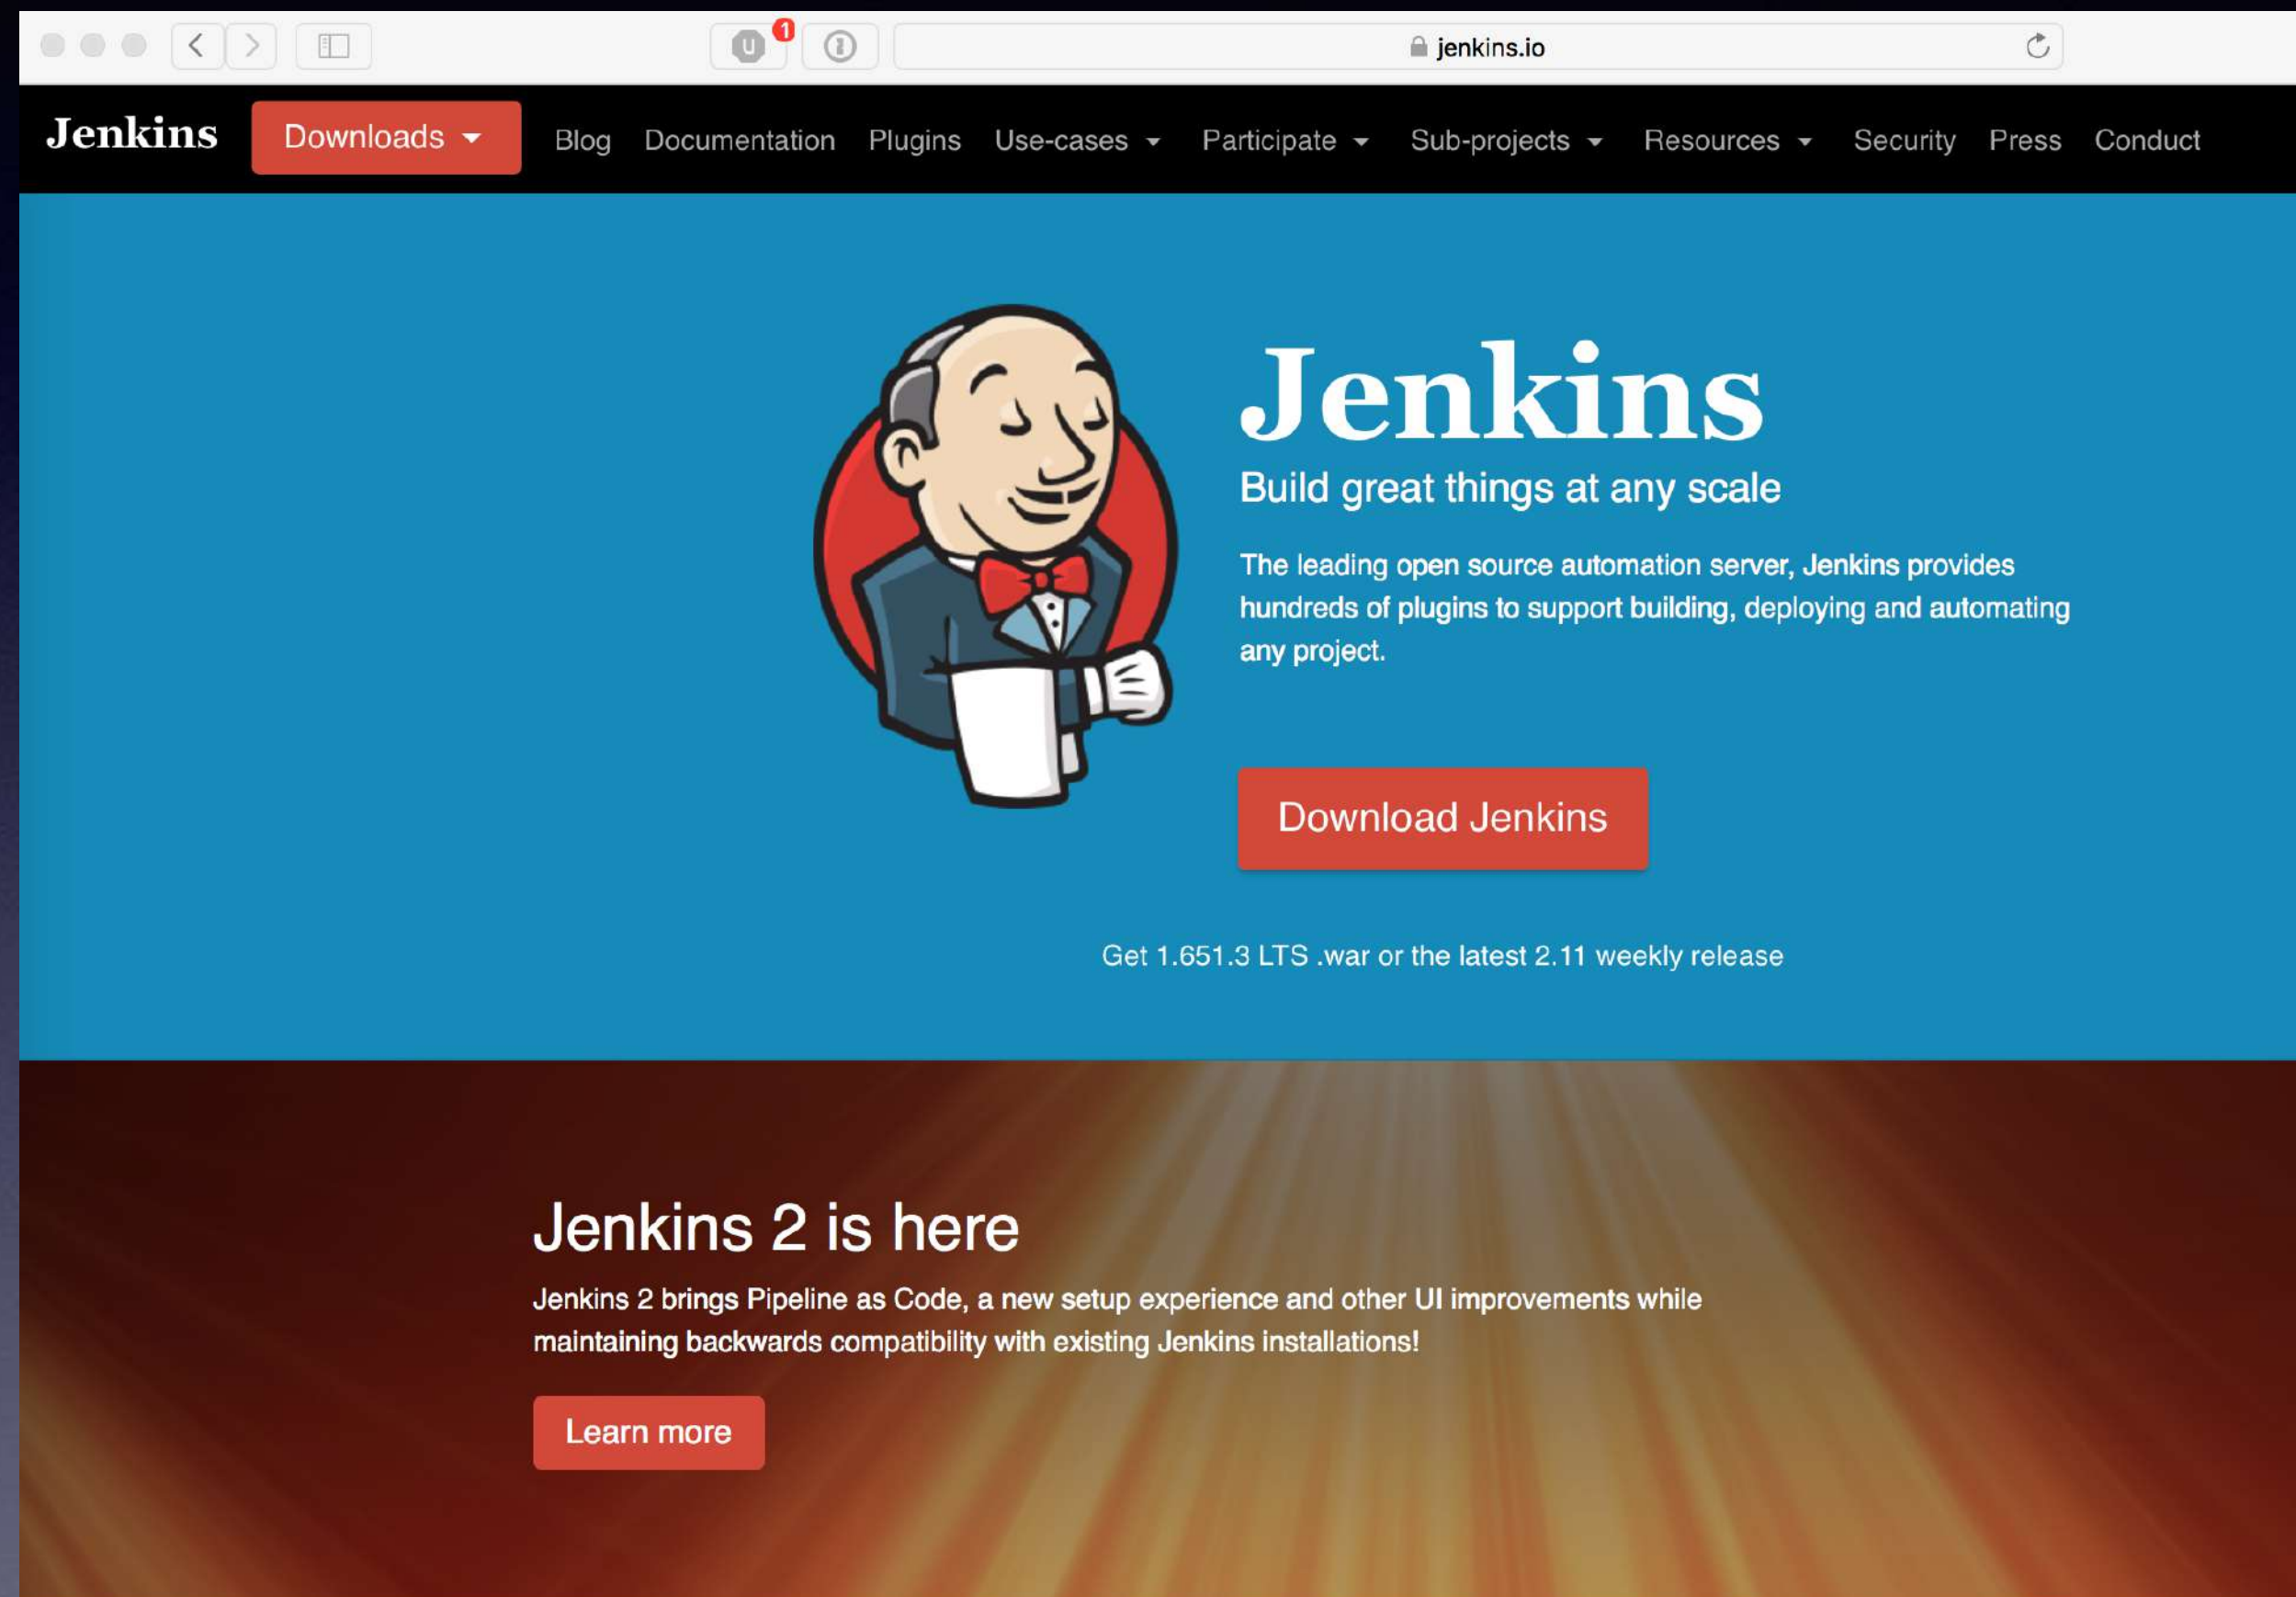 1
jenkins.io
Jenkins Downloads Blog Documentation Plugins Use-cases Participate Sub-projects Resources Security Press Conduct
Jenkins
Build great things at any scale
The leading open source automation server, Jenkins provides
hundreds of plugins to support building, deploying and automating
any project.
Download Jenkins
Get 1.651.3 LTS .war or the latest 2.11 weekly release
Jenkins 2 is here
Jenkins 2 brings Pipeline as Code, a new setup experience and other UI improvements while
maintaining backwards compatibility with existing Jenkins installations!
Learn more